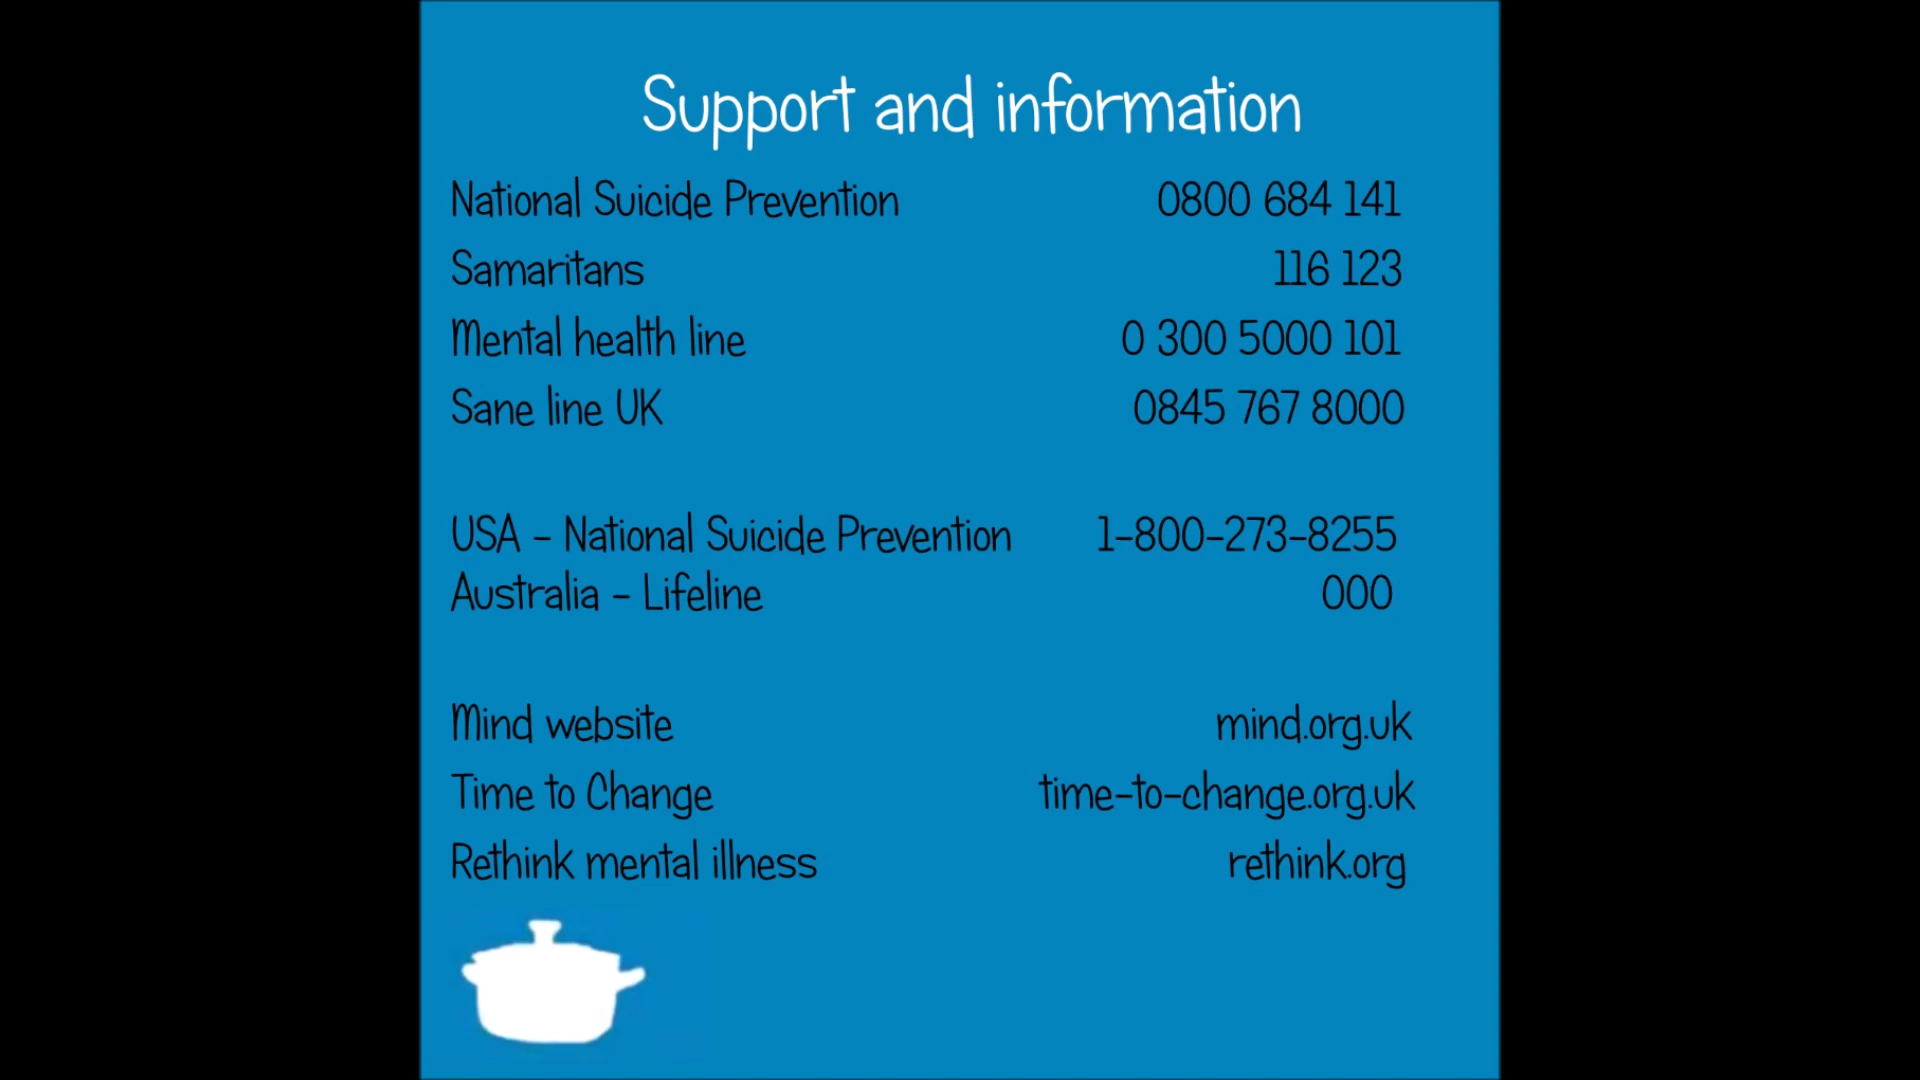 Support and information
National Suicide Prevention 0800 684 141
Samaritans 116 123
Mental health line 0 300 5000 101
Sane line UK 0845 767 8000
USA - National Suicide Prevention 1-800-273-8255
Australia - Lifeline 000
Mind website mind.org.uk
Time to Change time-to-change.org.uk
Rethink mental illness rethink.org